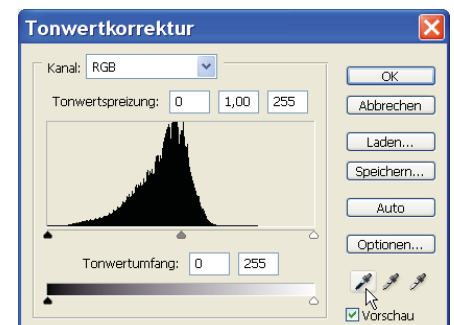 Tonwertkorrektur
Kanal: RGB
OK
Tonwertspreizung: 0 1,00 255
Abbrechen
Laden...
Speichern...
Auto
Optionen...
Tonwertumfang: 0 255
Vorschau